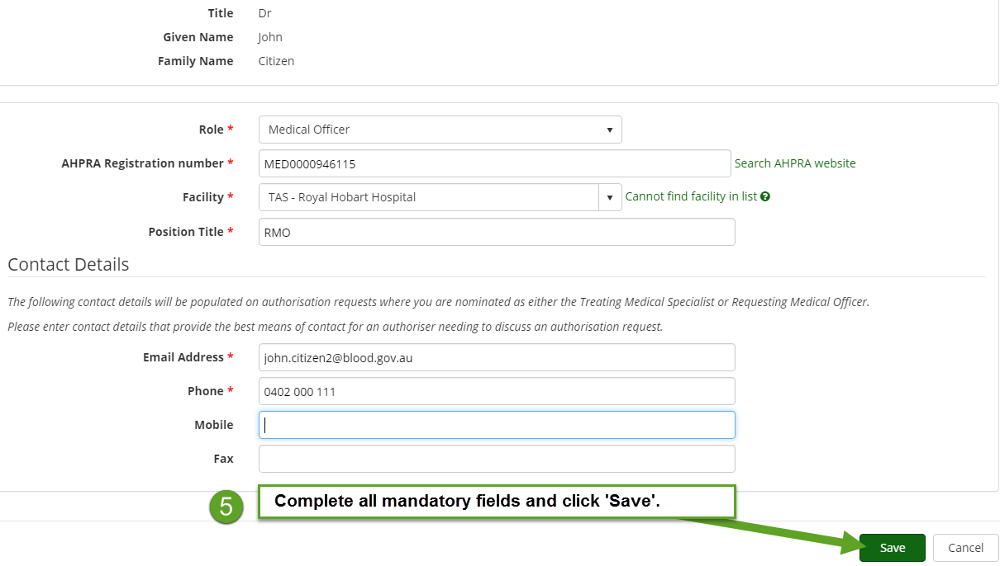 Title Dr
Given Name John
Family Name Citizen
Role * Medical Officer
AHPRA Registration number * MED0000946115 Search AHPRA website
Facility * TAS - Royal Hobart Hospital Cannot find facility in list ?
Position Title * RMO
Contact Details
The following contact details will be populated on authorisation requests where you are nominated as either the Treating Medical Specialist or Requesting Medical Officer.
Please enter contact details that provide the best means of contact for an authoriser needing to discuss an authorisation request.
Email Address * john.citizen2@blood.gov.au
Phone * 0402 000 111
Mobile
Fax
5 Complete all mandatory fields and click 'Save'.
Save Cancel